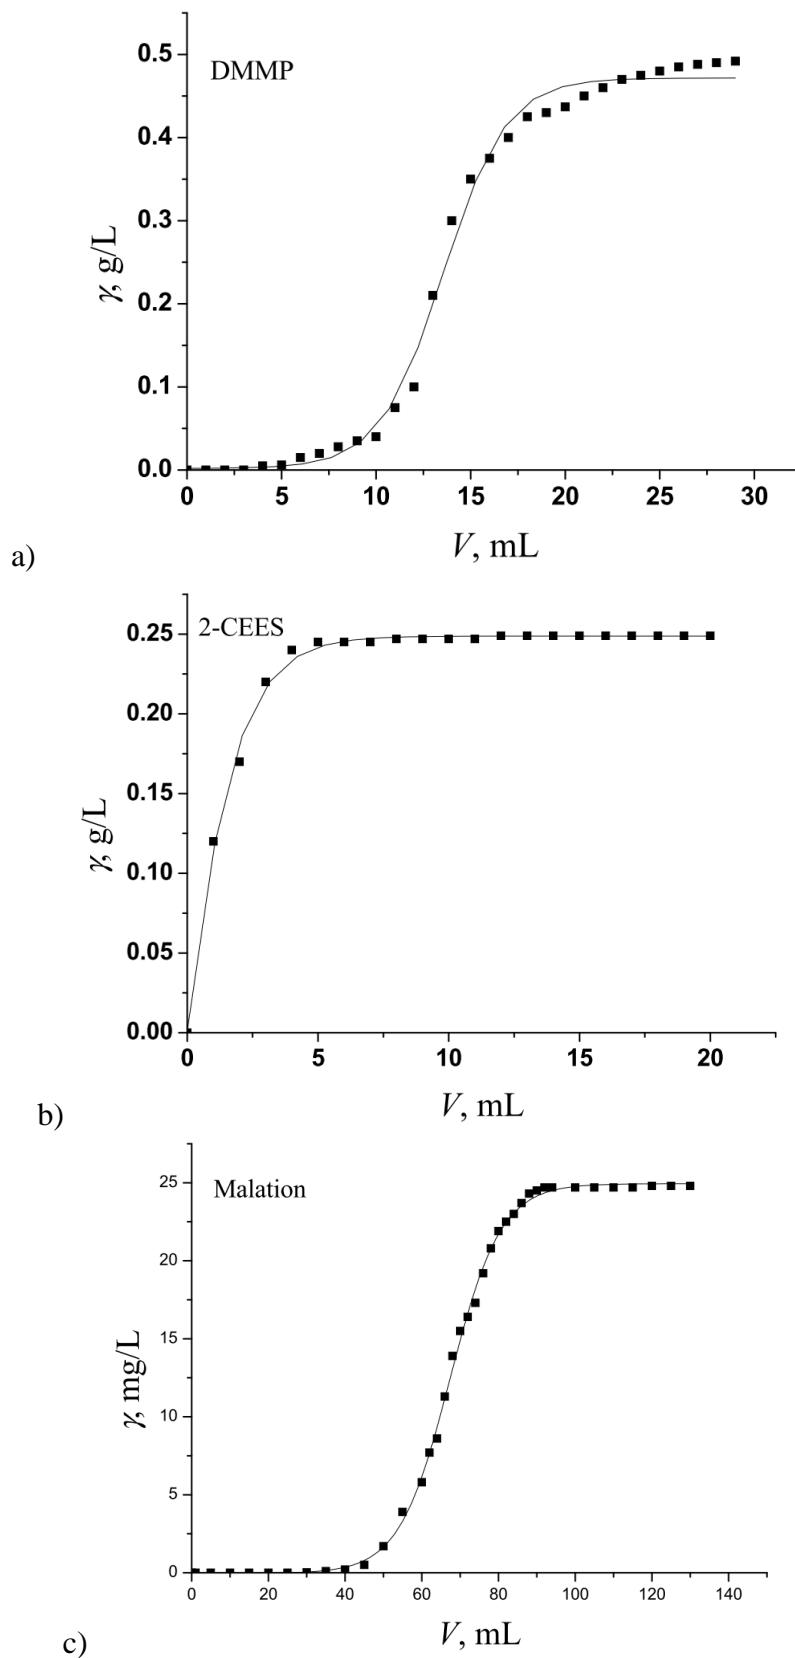 0.5
DMMP
0.4
0.3
γ, g/L
0.2
0.1
0.0
0 5 10 15 20 25 30
V, mL
a)
0.25
2-CEES
0.20
0.15
γ, g/L
0.10
0.05
0.00
0 5 10 15 20
V, mL
b)
25
Malation
20
15
γ, mg/L
10
5
0
0 20 40 60 80 100 120 140
V, mL
c)